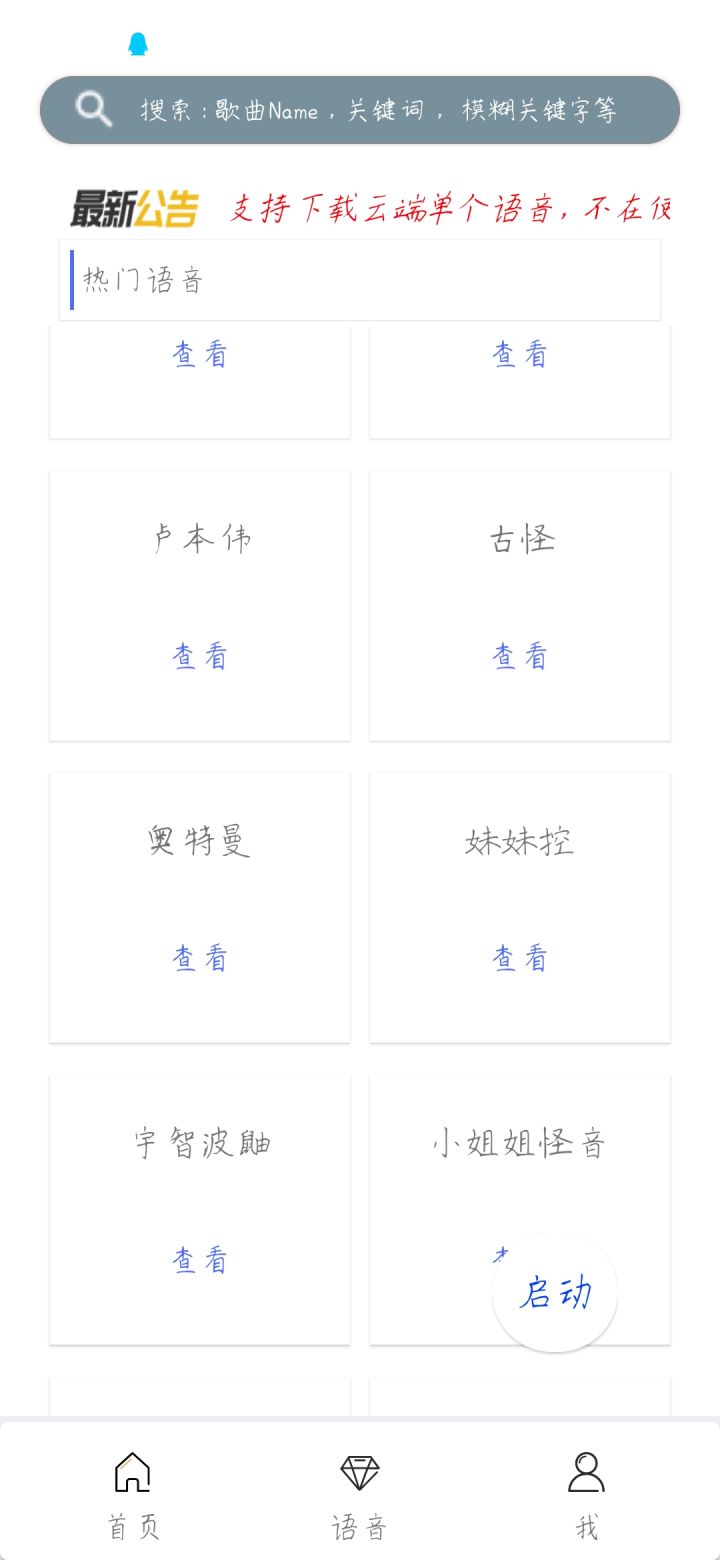 搜索：歌曲Name，关键词，模糊关键字等
最新公告 支持下载云端单个语音，不在
热门语音
查看 查看
卢本伟 古怪
查看 查看
奥特曼 妹妹控
查看 查看
宇智波鼬 小姐姐怪音
查看
启动
首页 语音 我